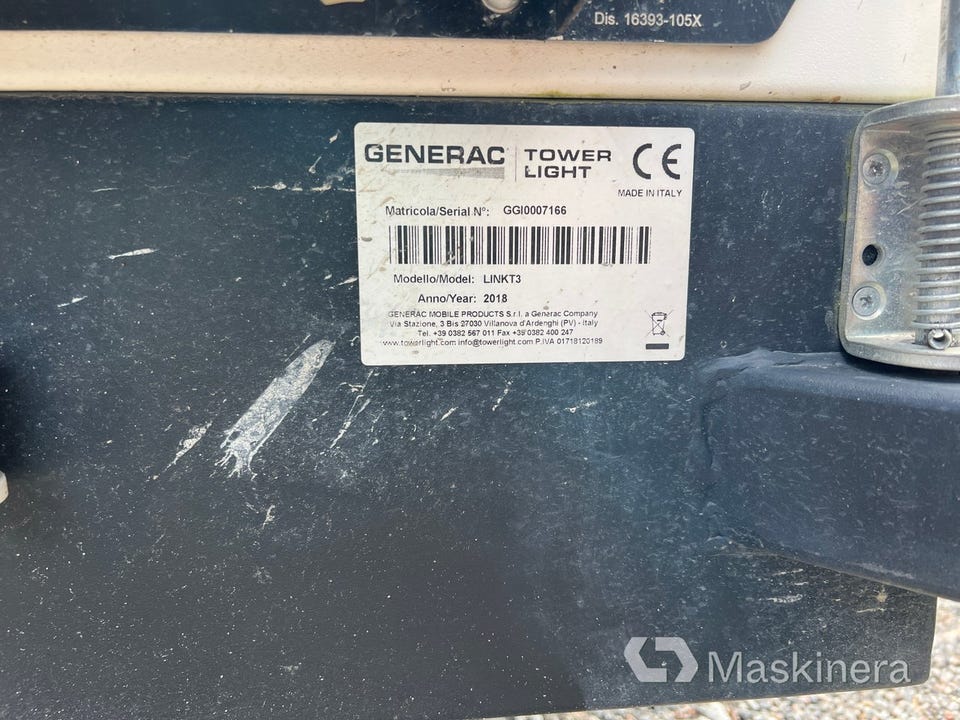 Dis. 16393-105X
GENERAC TOWER LIGHT CE
MADE IN ITALY
Matricola/Serial N°: GGI0007166
Modello/Model: LINKT3
Anno/Year: 2018
GENERAC MOBILE PRODUCTS S.r.l. a Generac Company
Via Stazione, 3 Bis 27030 Villanova d'Ardenghi (PV) - Italy
Tel. +39 0382 567 011 Fax +39 0382 400 247
www.towerlight.com info@towerlight.com P.IVA 01718120189
Maskinera